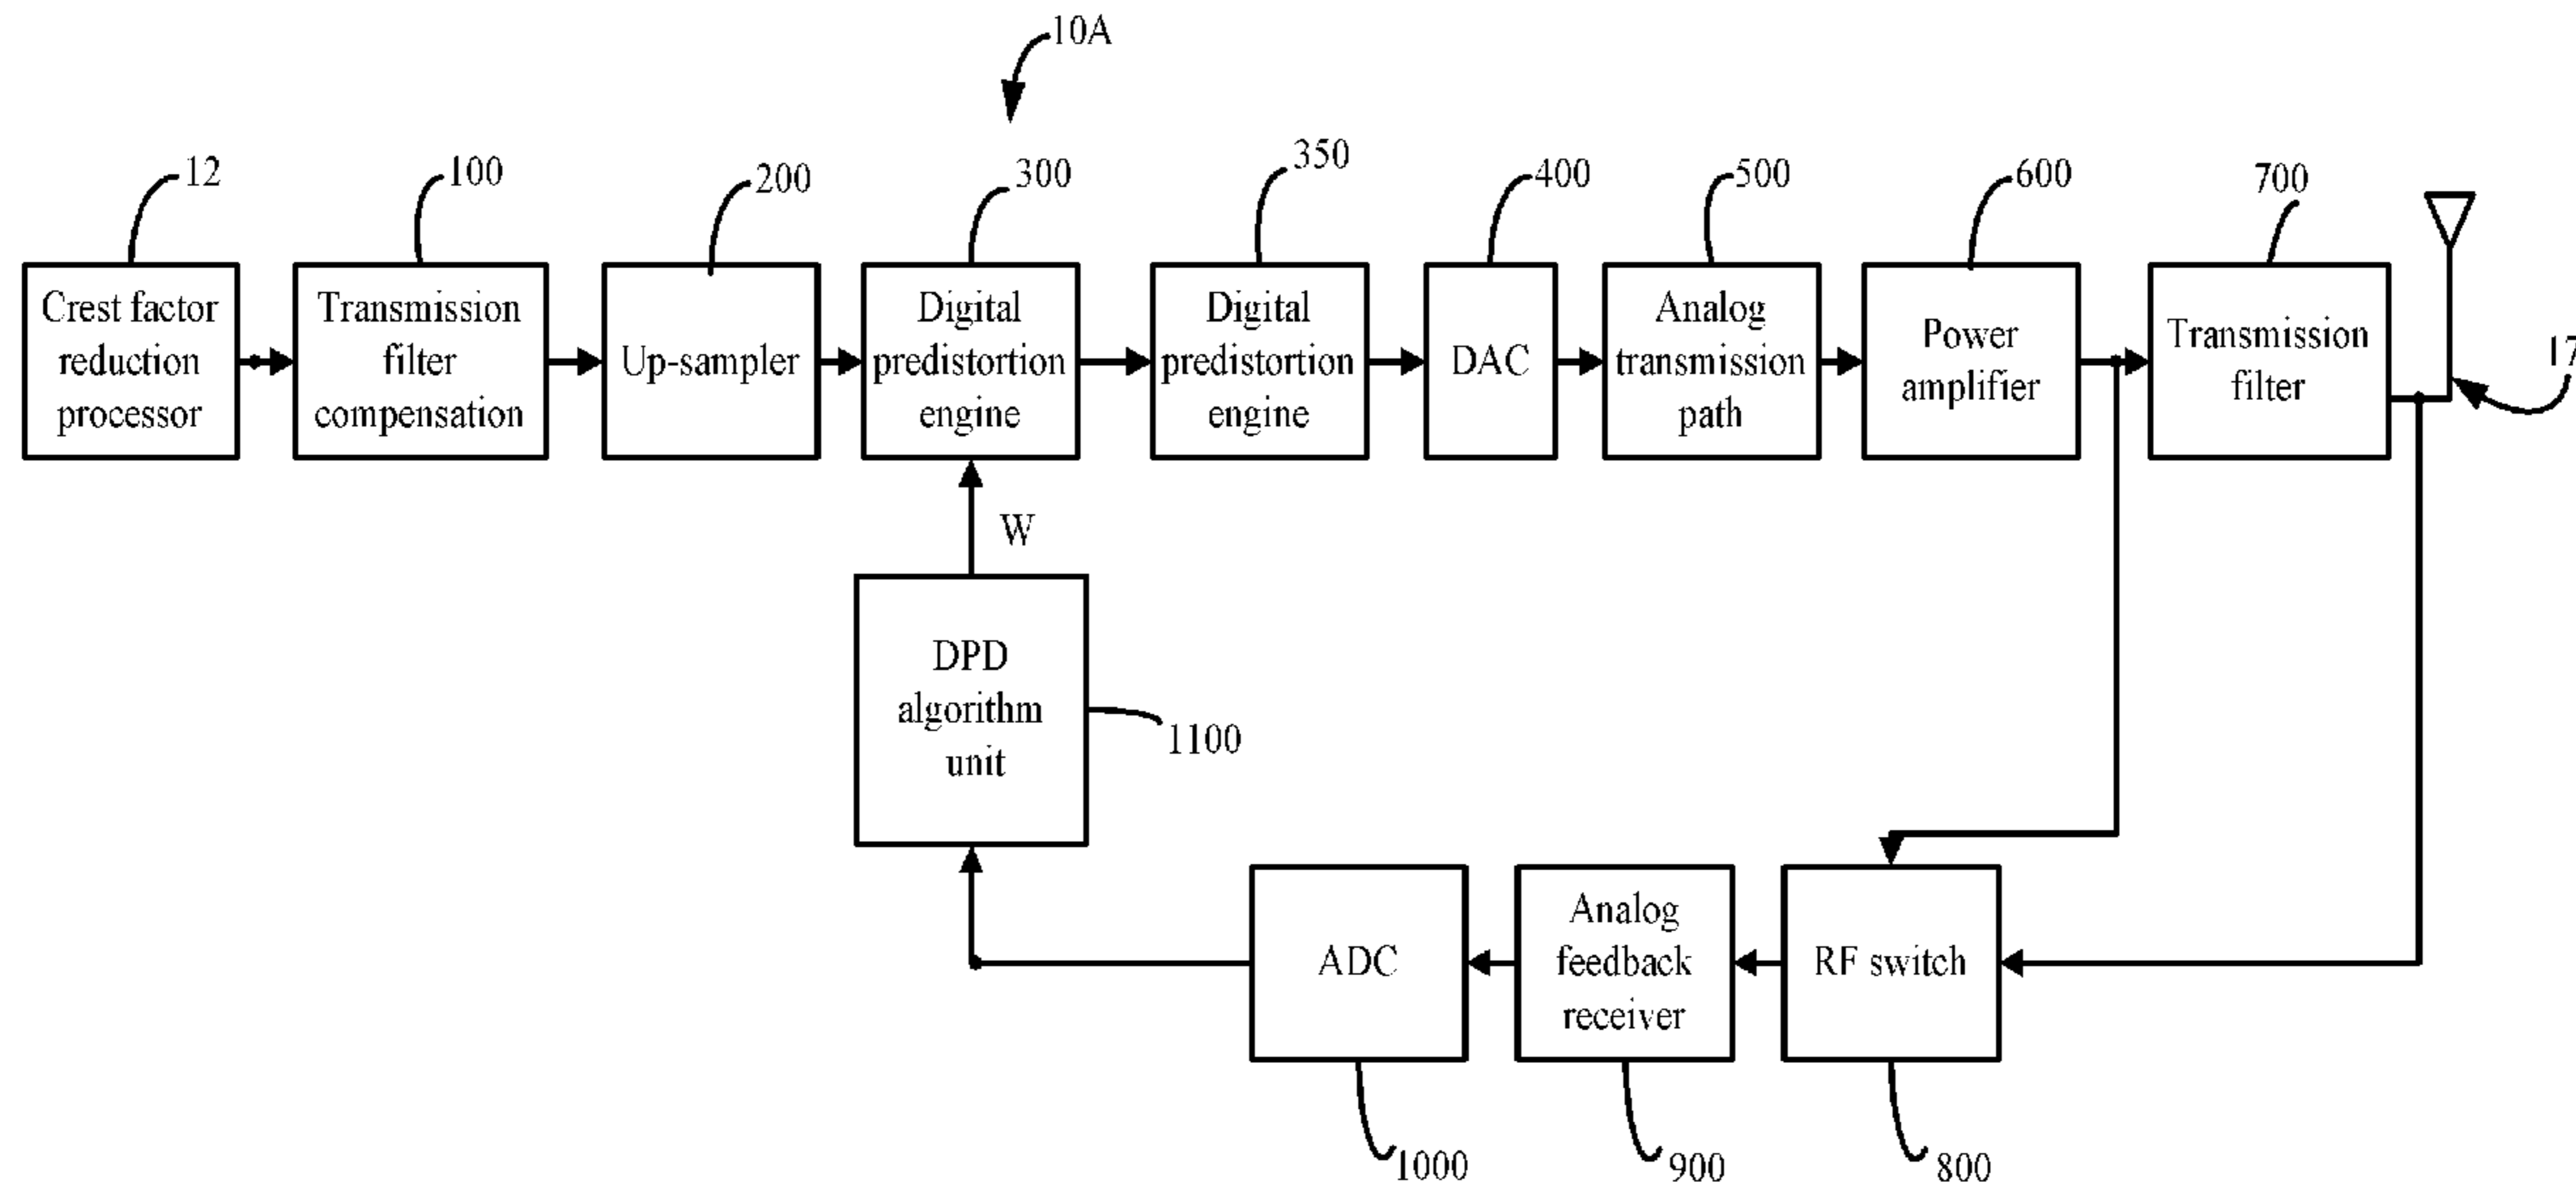 10A
12
100
200
300
350
400
500
600
700
17
Crest factor
reduction
processor
Transmission
filter
compensation
Up-sampler
Digital
predistortion
engine
Digital
predistortion
engine
DAC
Analog
transmission
path
Power
amplifier
Transmission
filter
W
DPD
algorithm
unit
1100
ADC
Analog
feedback
receiver
RF switch
1000
900
800